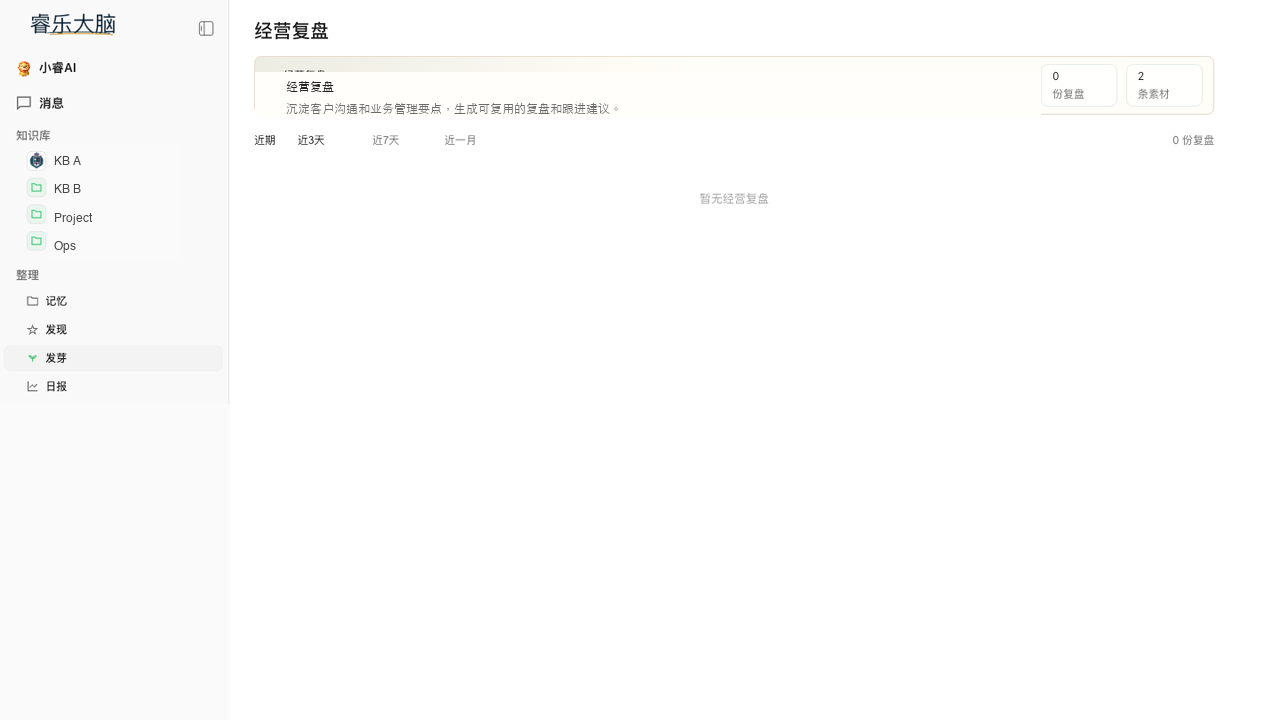 睿乐大脑
小睿AI
消息
知识库
KB A
KB B
Project
Ops
整理
记忆
发现
发芽
日报
经营复盘
经营复盘
沉淀客户沟通和业务管理要点，生成可复用的复盘和跟进建议。
0
份复盘
2
条素材
近期 近3天 近7天 近一月 0 份复盘
暂无经营复盘